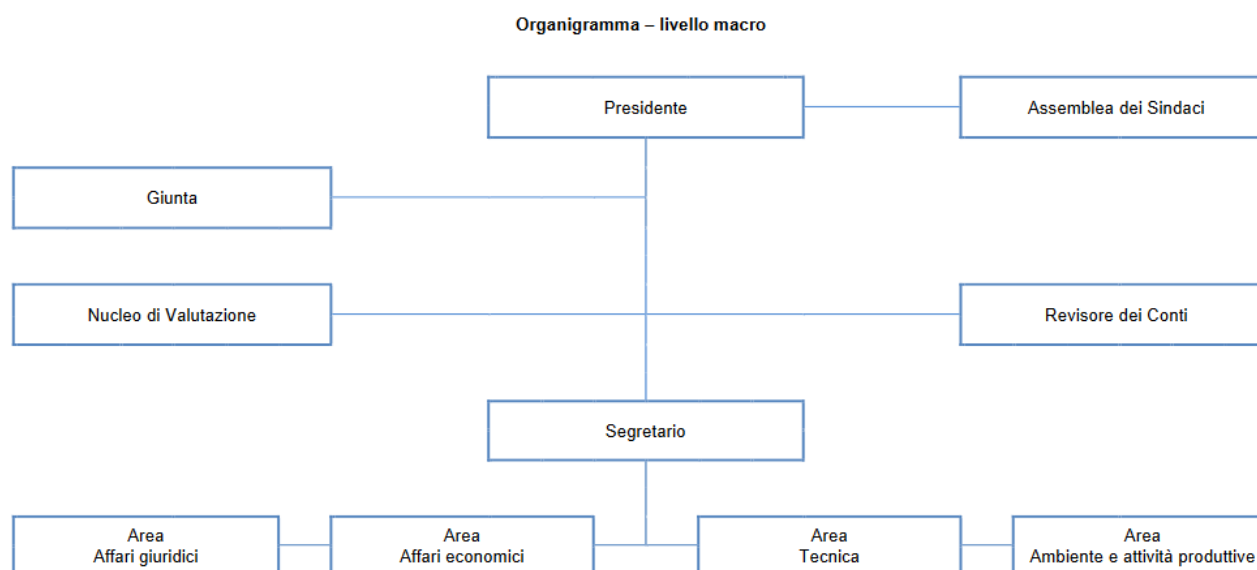 Organigramma – livello macro
Presidente
Assemblea dei Sindaci
Giunta
Nucleo di Valutazione
Revisore dei Conti
Segretario
Area
Affari giuridici
Area
Affari economici
Area
Tecnica
Area
Ambiente e attività produttive